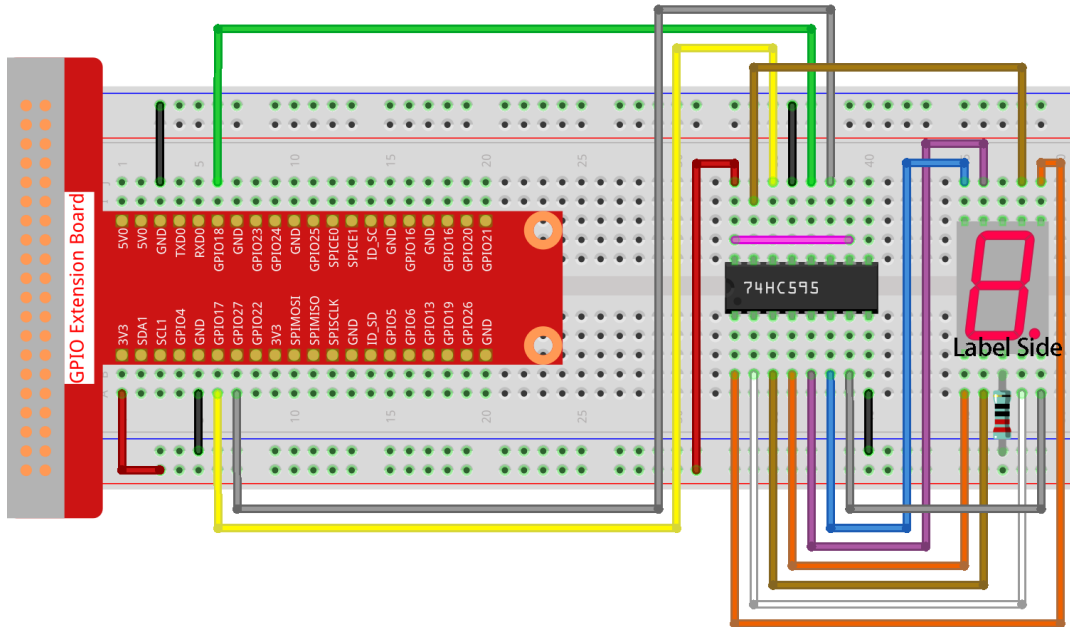 1
5
10
15
20
25
40
5V0
5V0
GND
TXD0
RXD0
GPIO18
GND
GPIO23
GPIO24
GND
GPIO25
SPICE0
SPICE1
ID_SC
GND
GPIO16
GND
GPIO16
GPIO20
GPIO21
GPIO Extension Board
3V3
SDA1
SCL1
GPIO4
GND
GPIO17
GPIO27
GPIO22
3V3
SPIMOSI
SPIMISO
SPISCLK
GND
ID_SD
GPIO5
GPIO6
GPIO13
GPIO19
GPIO26
GND
74HC595
8.
Label Side
10
15
20
25